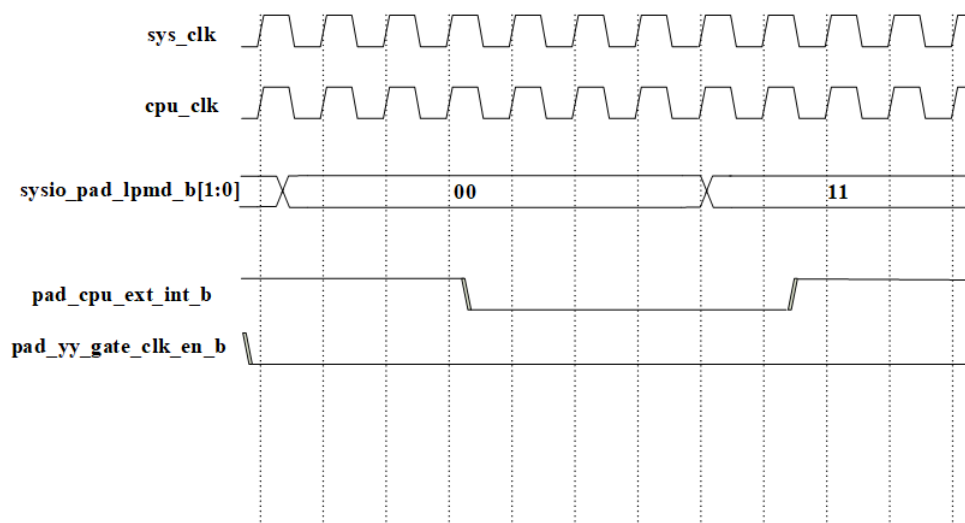 sys_clk
cpu_clk
sysio_pad_lpmd_b[1:0]
00
11
pad_cpu_ext_int_b
pad_yy_gate_clk_en_b